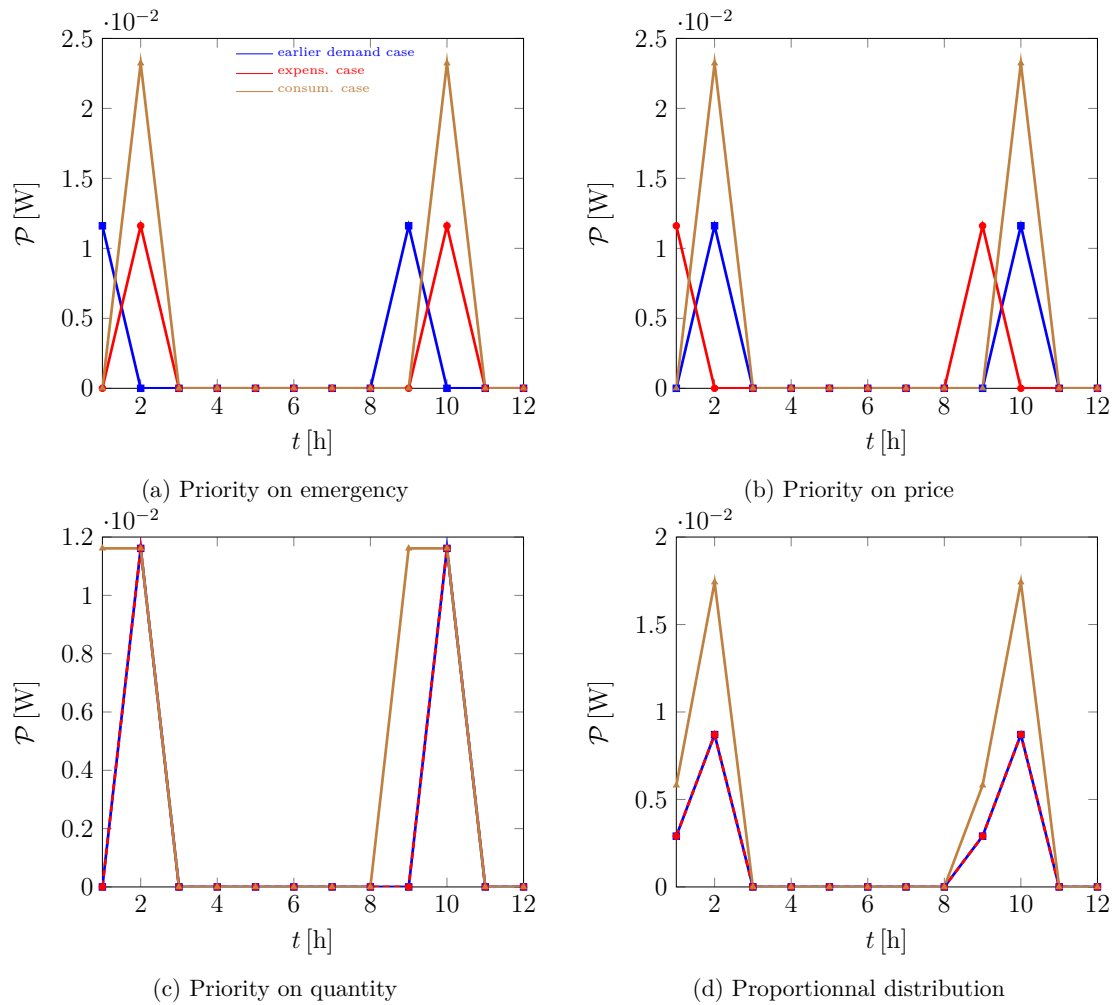 ·10⁻² ·10⁻²
2.5 2.5
earlier demand case
expens. case
consum. case
2 2
1.5 1.5
𝒫 [W] 𝒫 [W]
1 1
0.5 0.5
0 0
2 4 6 8 10 12 2 4 6 8 10 12
t [h] t [h]
(a) Priority on emergency (b) Priority on price
·10⁻² ·10⁻²
1.2 2
1
0.8 1.5
𝒫 [W] 𝒫 [W]
0.6 1
0.4
0.2 0.5
0 0
2 4 6 8 10 12 2 4 6 8 10 12
t [h] t [h]
(c) Priority on quantity (d) Proportionnal distribution